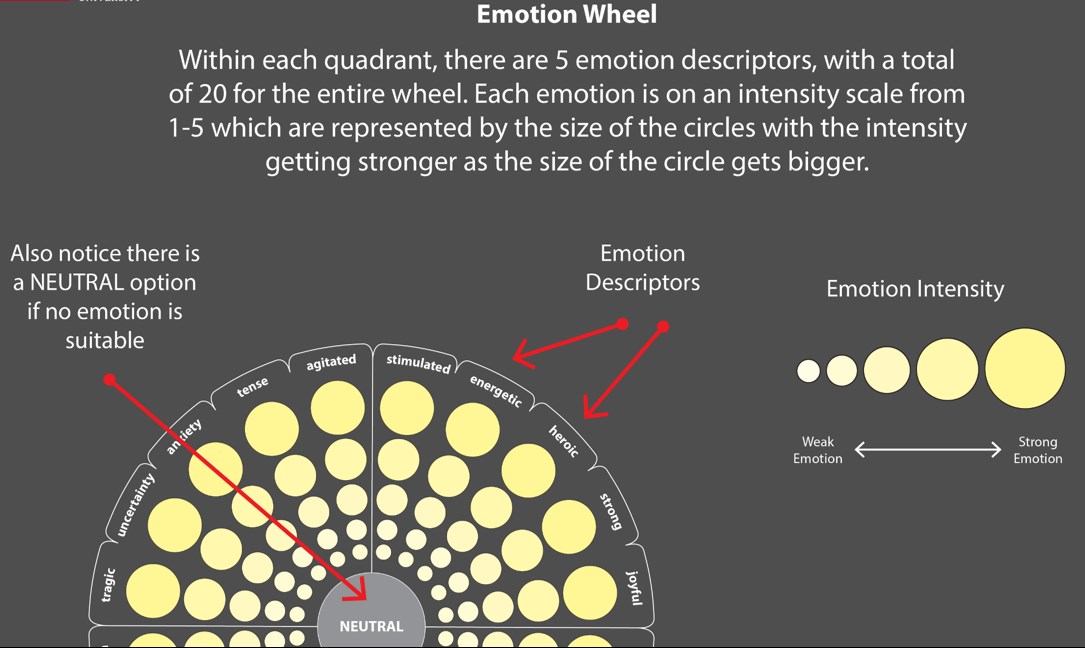 UNIVERSITY
Emotion Wheel
Within each quadrant, there are 5 emotion descriptors, with a total
of 20 for the entire wheel. Each emotion is on an intensity scale from
1-5 which are represented by the size of the circles with the intensity
getting stronger as the size of the circle gets bigger.
Also notice there is
a NEUTRAL option
if no emotion is
suitable
Emotion
Descriptors
Emotion Intensity
Weak
Emotion
Strong
Emotion
tragic
uncertainty
anxiety
tense
agitated
stimulated
energetic
heroic
strong
joyful
NEUTRAL